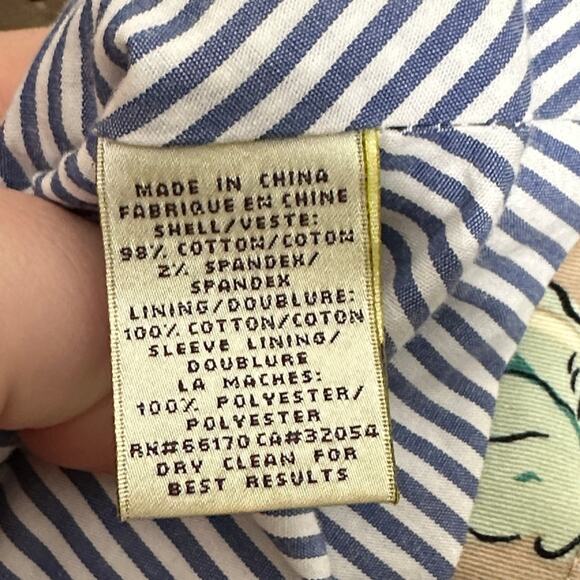 MADE IN CHINA
FABRIQUE EN CHINE
SHELL/VESTE:
98% COTTON/COTON
2% SPANDEX/
SPANDEX
LINING/DOUBLURE:
100% COTTON/COTON
SLEEVE LINING/
DOUBLURE
LA MACHES:
100% POLYESTER/
POLYESTER
RN#66170 CA#32054
DRY CLEAN FOR
BEST RESULTS